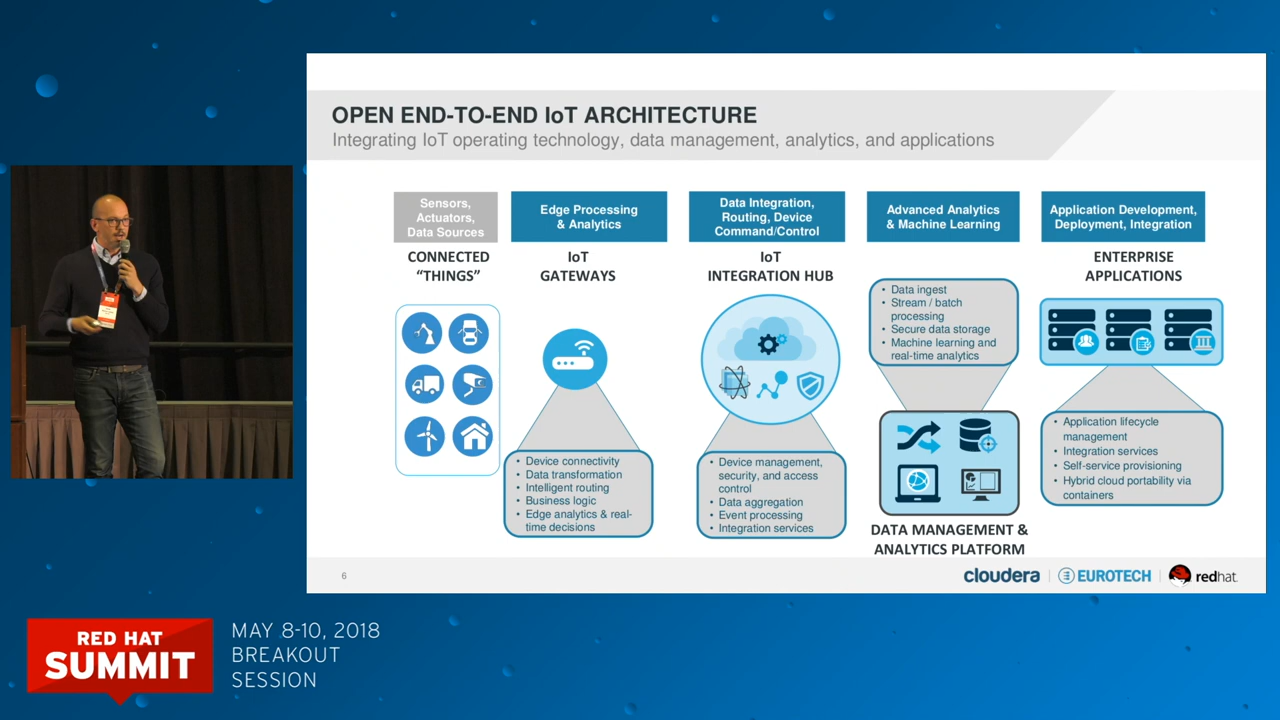 OPEN END-TO-END IoT ARCHITECTURE
Integrating IoT operating technology, data management, analytics, and applications
Sensors,
Actuators,
Data Sources
CONNECTED
“THINGS”
Edge Processing
& Analytics
IoT
GATEWAYS
• Device connectivity
• Data transformation
• Intelligent routing
• Business logic
• Edge analytics & real-
time decisions
Data Integration,
Routing, Device
Command/Control
IoT
INTEGRATION HUB
• Device management,
security, and access
control
• Data aggregation
• Event processing
• Integration services
Advanced Analytics
& Machine Learning
• Data ingest
• Stream / batch
processing
• Secure data storage
• Machine learning and
real-time analytics
DATA MANAGEMENT &
ANALYTICS PLATFORM
Application Development,
Deployment, Integration
ENTERPRISE
APPLICATIONS
• Application lifecycle
management
• Integration services
• Self-service provisioning
• Hybrid cloud portability via
containers
6
cloudera
EUROTECH
redhat.
RED HAT
SUMMIT
MAY 8-10, 2018
BREAKOUT
SESSION